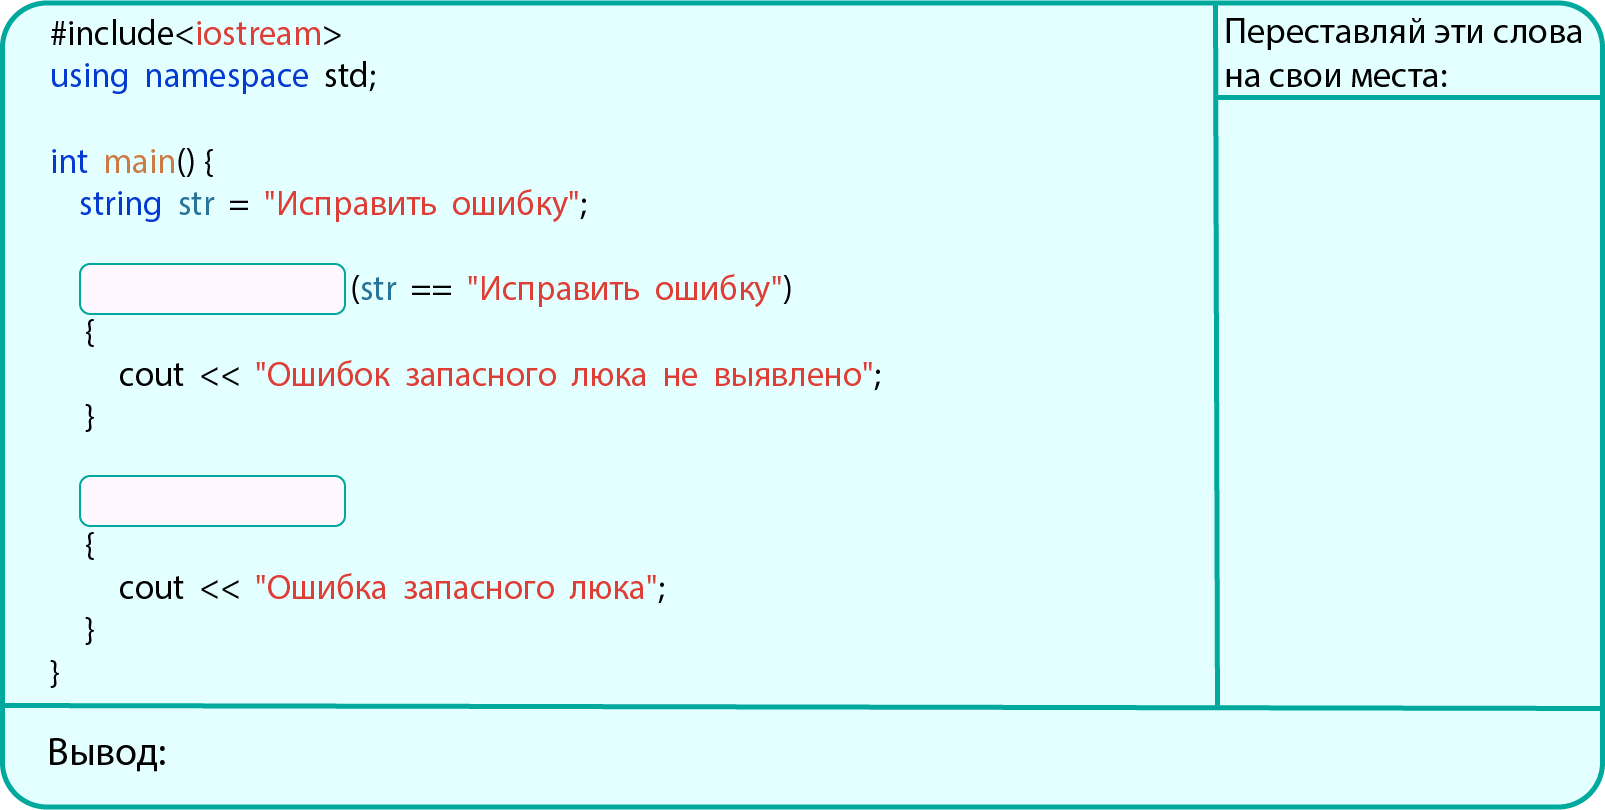 #include<iostream>
using namespace std;
int main() {
string str = "Исправить ошибку";
(str == "Исправить ошибку")
{
cout << "Ошибок запасного люка не выявлено";
}
{
cout << "Ошибка запасного люка";
}
}
Переставляй эти слова
на свои места:
Вывод: